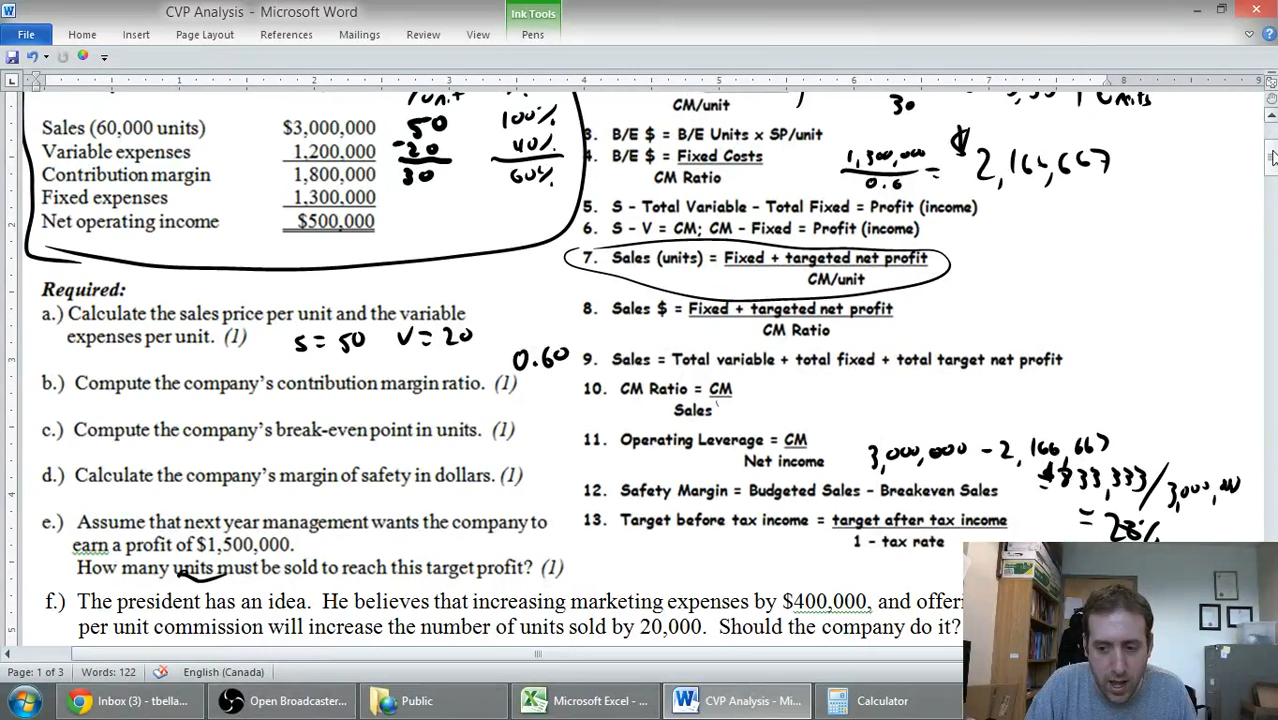 CVP Analysis - Microsoft Word
Ink Tools
File Home Insert Page Layout References Mailings Review View Pens
/unit
Sales (60,000 units) $3,000,000 50 100%
Variable expenses 1,200,000 -20 40%
Contribution margin 1,800,000 30 60%
Fixed expenses 1,300,000
Net operating income $500,000
Required:
a.) Calculate the sales price per unit and the variable
expenses per unit. (1) S = 50 V = 20
0.60
b.) Compute the company's contribution margin ratio. (1)
c.) Compute the company's break-even point in units. (1)
d.) Calculate the company's margin of safety in dollars. (1)
e.) Assume that next year management wants the company to
earn a profit of $1,500,000.
How many units must be sold to reach this target profit? (1)
f.) The president has an idea. He believes that increasing marketing expenses by $400,000, and offeri
per unit commission will increase the number of units sold by 20,000. Should the company do it?
CM/unit 30 units
3. B/E $ = B/E Units x SP/unit
4. B/E $ = Fixed Costs
CM Ratio
1,300,000
0.6
= $2,166,667
5. S - Total Variable - Total Fixed = Profit (income)
6. S - V = CM; CM - Fixed = Profit (income)
7. Sales (units) = Fixed + targeted net profit
CM/unit
8. Sales $ = Fixed + targeted net profit
CM Ratio
9. Sales = Total variable + total fixed + total target net profit
10. CM Ratio = CM
Sales
11. Operating Leverage = CM
Net income
3,000,000 - 2,166,667
= $833,333/3,000,000
= 28%
12. Safety Margin = Budgeted Sales - Breakeven Sales
13. Target before tax income = target after tax income
1 - tax rate
Page: 1 of 3 Words: 122 English (Canada)
Inbox (3) - tbella... Open Broadcaster... Public Microsoft Excel - ... CVP Analysis - Mi... Calculator